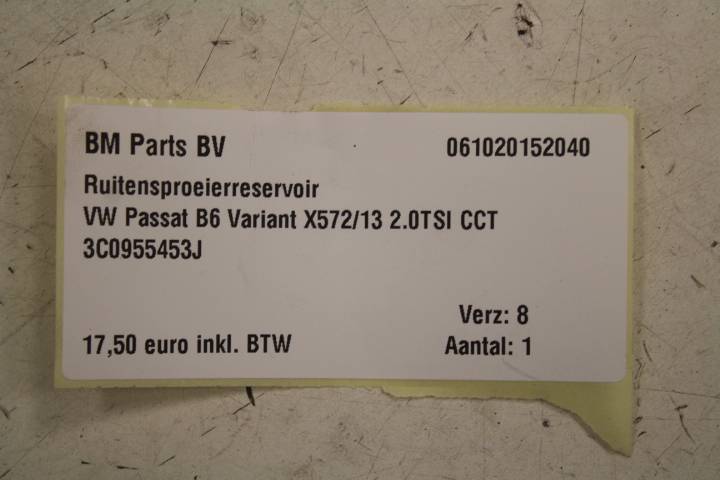 BM Parts BV 061020152040
Ruitensproeierreservoir
VW Passat B6 Variant X572/13 2.0TSI CCT
3C0955453J
Verz: 8
17,50 euro inkl. BTW Aantal: 1